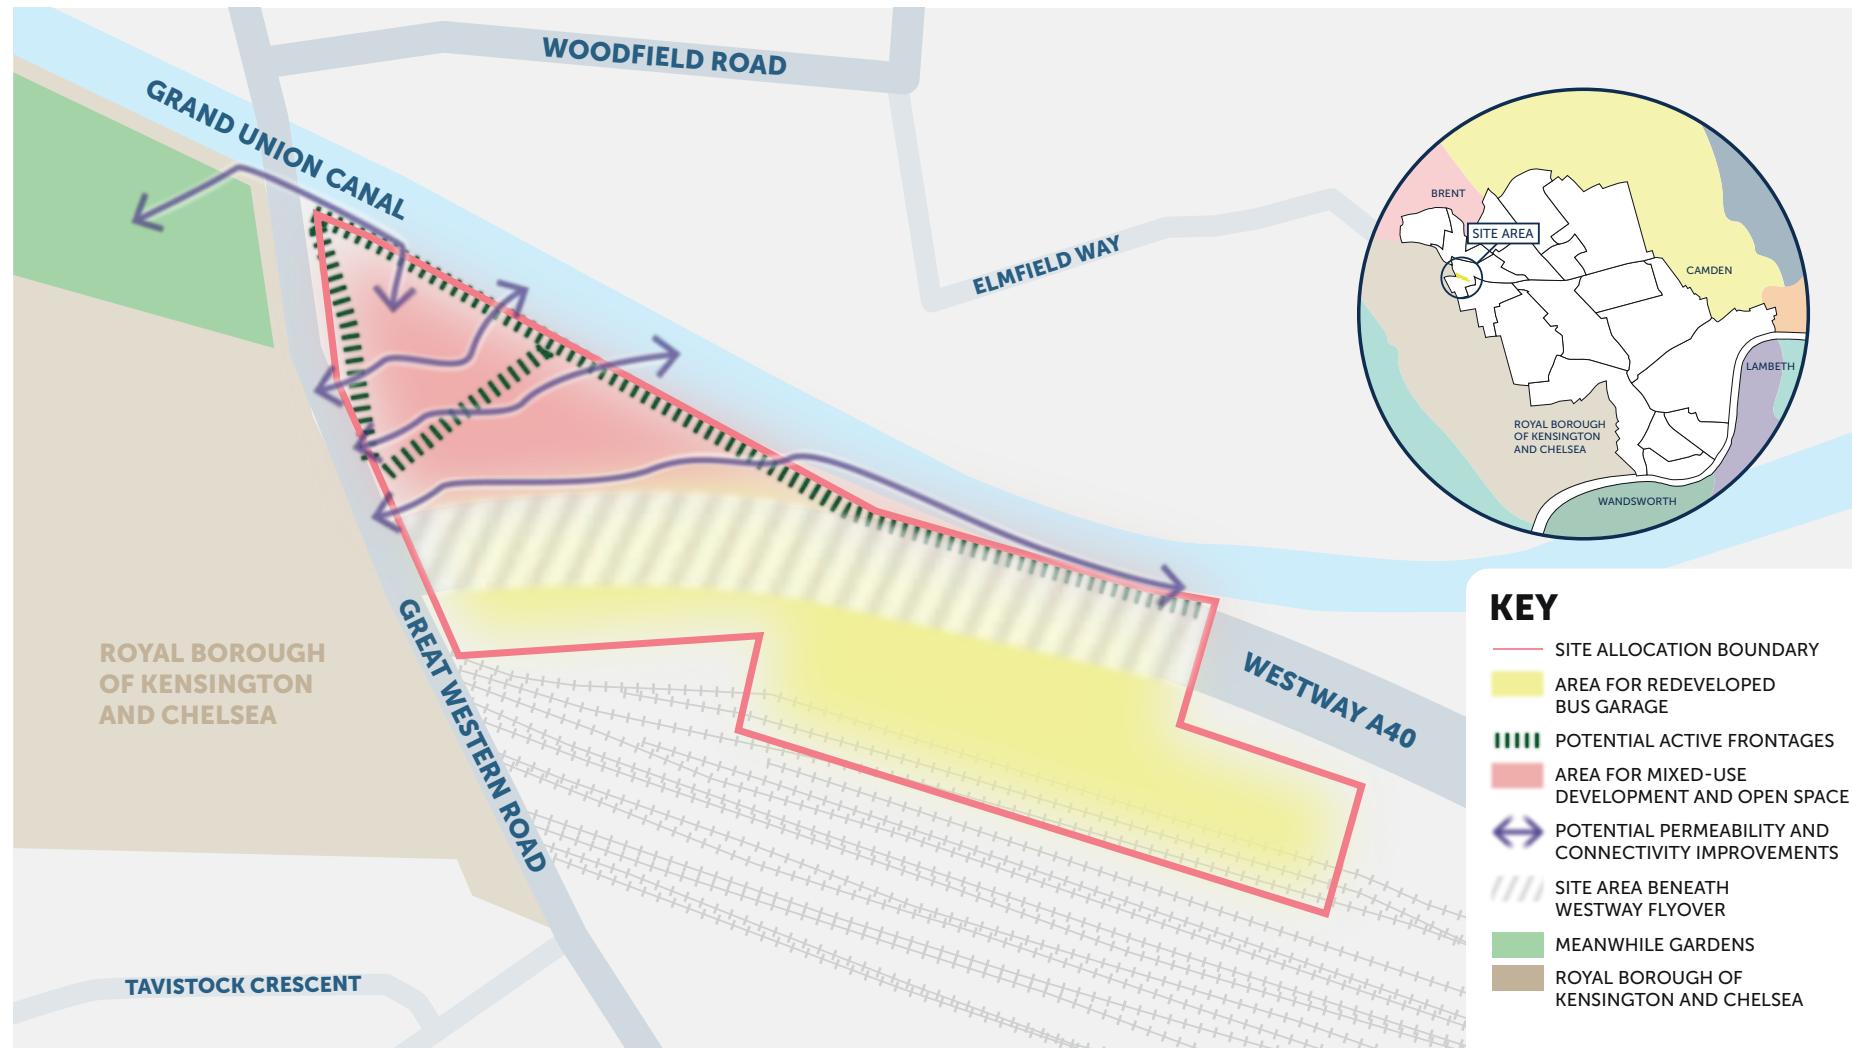 WOODFIELD ROAD
GRAND UNION CANAL
ELMFIELD WAY
BRENT
SITE AREA
CAMDEN
LAMBETH
ROYAL BOROUGH
OF KENSINGTON
AND CHELSEA
WANDSWORTH
ROYAL BOROUGH
OF KENSINGTON
AND CHELSEA
GREAT WESTERN ROAD
WESTWAY A40
TAVISTOCK CRESCENT
KEY
SITE ALLOCATION BOUNDARY
AREA FOR REDEVELOPED
BUS GARAGE
POTENTIAL ACTIVE FRONTAGES
AREA FOR MIXED-USE
DEVELOPMENT AND OPEN SPACE
POTENTIAL PERMEABILITY AND
CONNECTIVITY IMPROVEMENTS
SITE AREA BENEATH
WESTWAY FLYOVER
MEANWHILE GARDENS
ROYAL BOROUGH OF
KENSINGTON AND CHELSEA